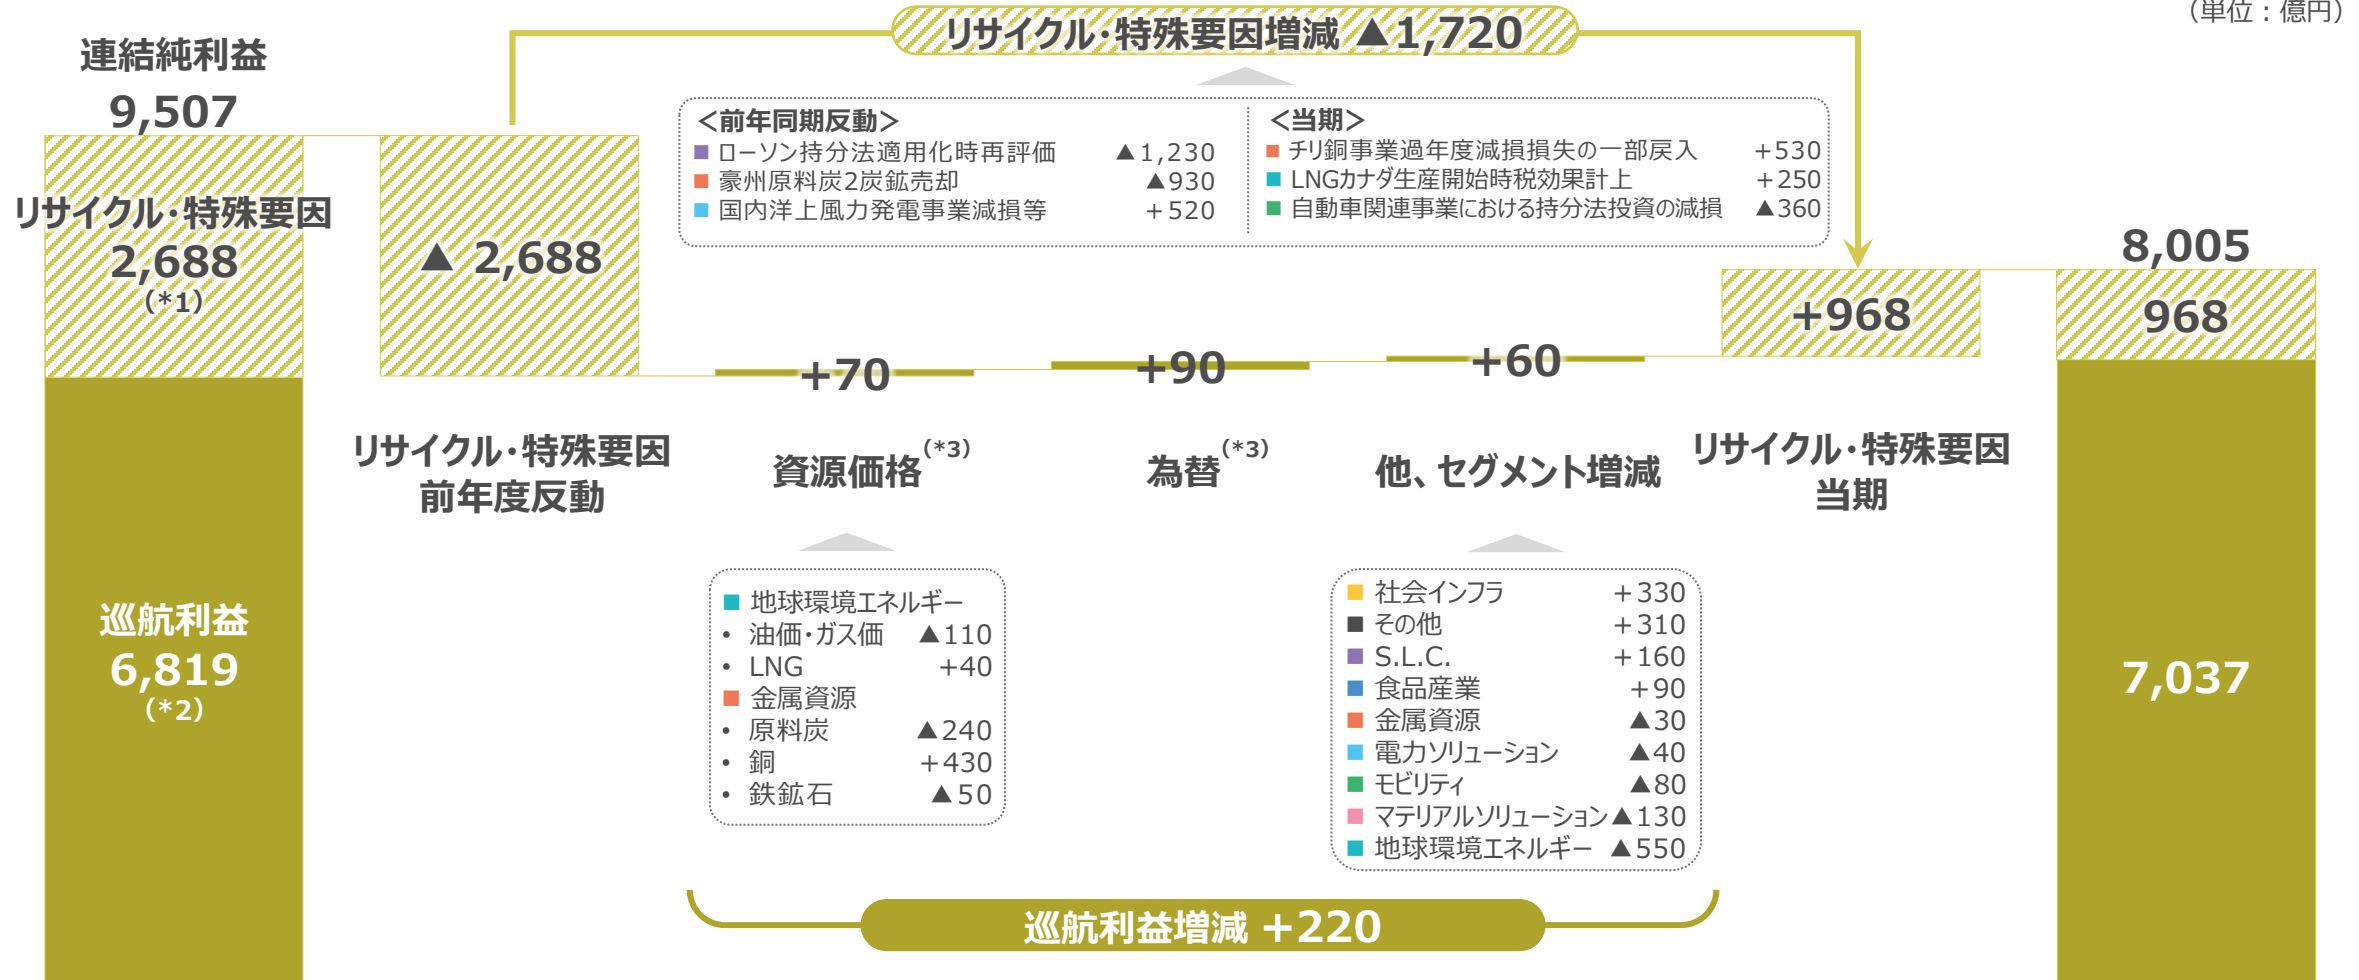 （単位：億円）
リサイクル･特殊要因増減 ▲1,720
連結純利益
9,507
リサイクル･特殊要因
2,688
（*1）
巡航利益
6,819
（*2）
▲ 2,688
リサイクル･特殊要因
前年度反動
＜前年同期反動＞
■ ローソン持分法適用化時再評価 ▲1,230
■ 豪州原料炭2炭鉱売却 ▲930
■ 国内洋上風力発電事業減損等 +520
＜当期＞
■ チリ銅事業過年度減損損失の一部戻入 +530
■ LNGカナダ生産開始時税効果計上 +250
■ 自動車関連事業における持分法投資の減損 ▲360
+70
資源価格（*3）
■ 地球環境エネルギー
• 油価･ガス価 ▲110
• LNG +40
■ 金属資源
• 原料炭 ▲240
• 銅 +430
• 鉄鉱石 ▲50
+90
為替（*3）
+60
他、セグメント増減
■ 社会インフラ +330
■ その他 +310
■ S.L.C. +160
■ 食品産業 +90
■ 金属資源 ▲30
■ 電力ソリューション ▲40
■ モビリティ ▲80
■ マテリアルソリューション ▲130
■ 地球環境エネルギー ▲550
巡航利益増減 +220
+968
リサイクル･特殊要因
当期
8,005
968
7,037